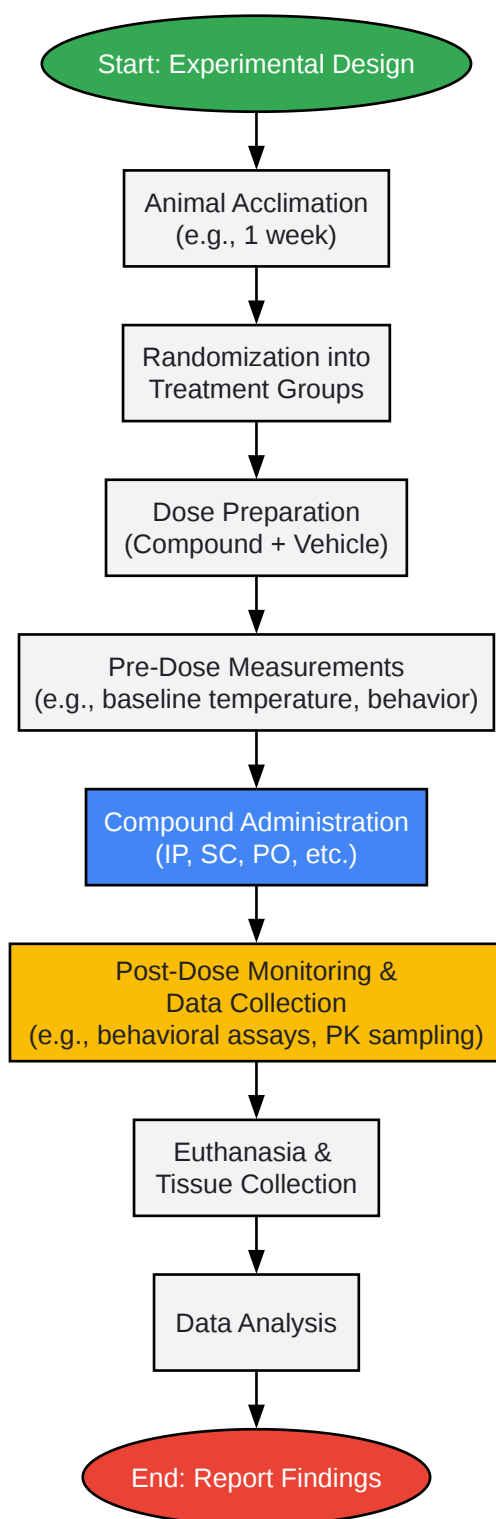 Start: Experimental Design
Animal Acclimation
(e.g., 1 week)
Randomization into
Treatment Groups
Dose Preparation
(Compound + Vehicle)
Pre-Dose Measurements
(e.g., baseline temperature, behavior)
Compound Administration
(IP, SC, PO, etc.)
Post-Dose Monitoring &
Data Collection
(e.g., behavioral assays, PK sampling)
Euthanasia &
Tissue Collection
Data Analysis
End: Report Findings